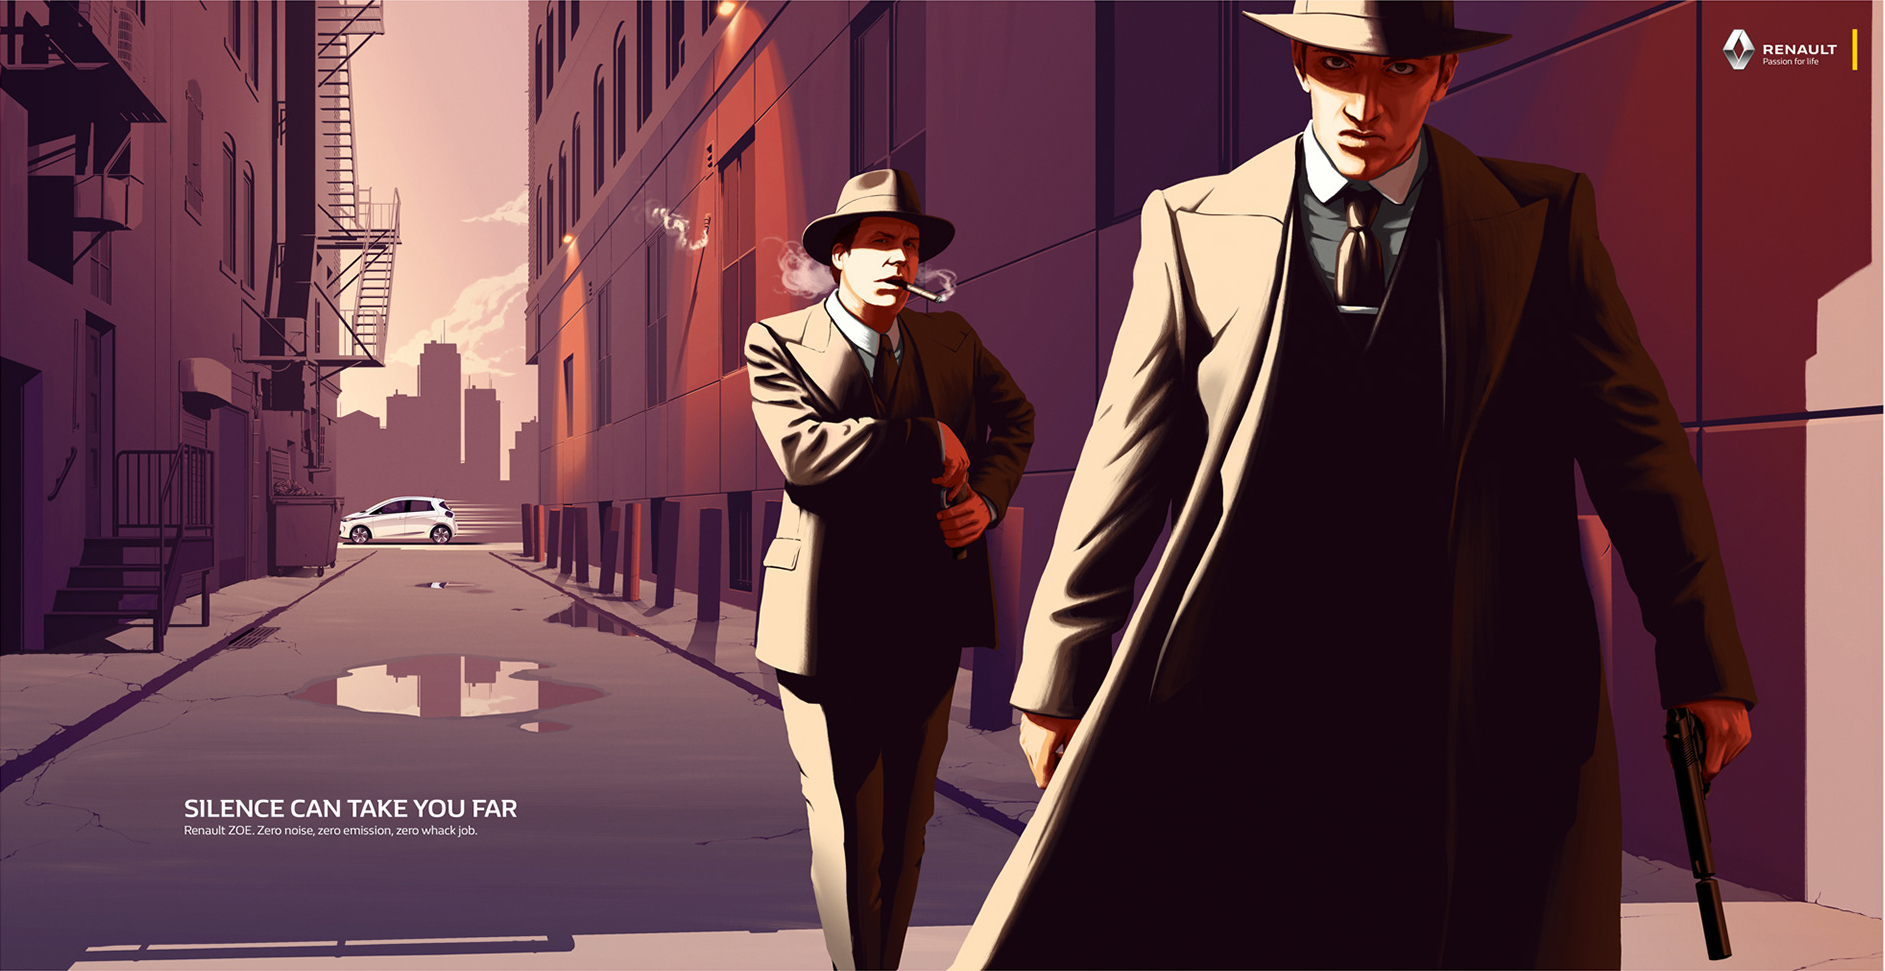 RENAULT
Passion for life
SILENCE CAN TAKE YOU FAR
Renault ZOE. Zero noise, zero emission, zero whack job.